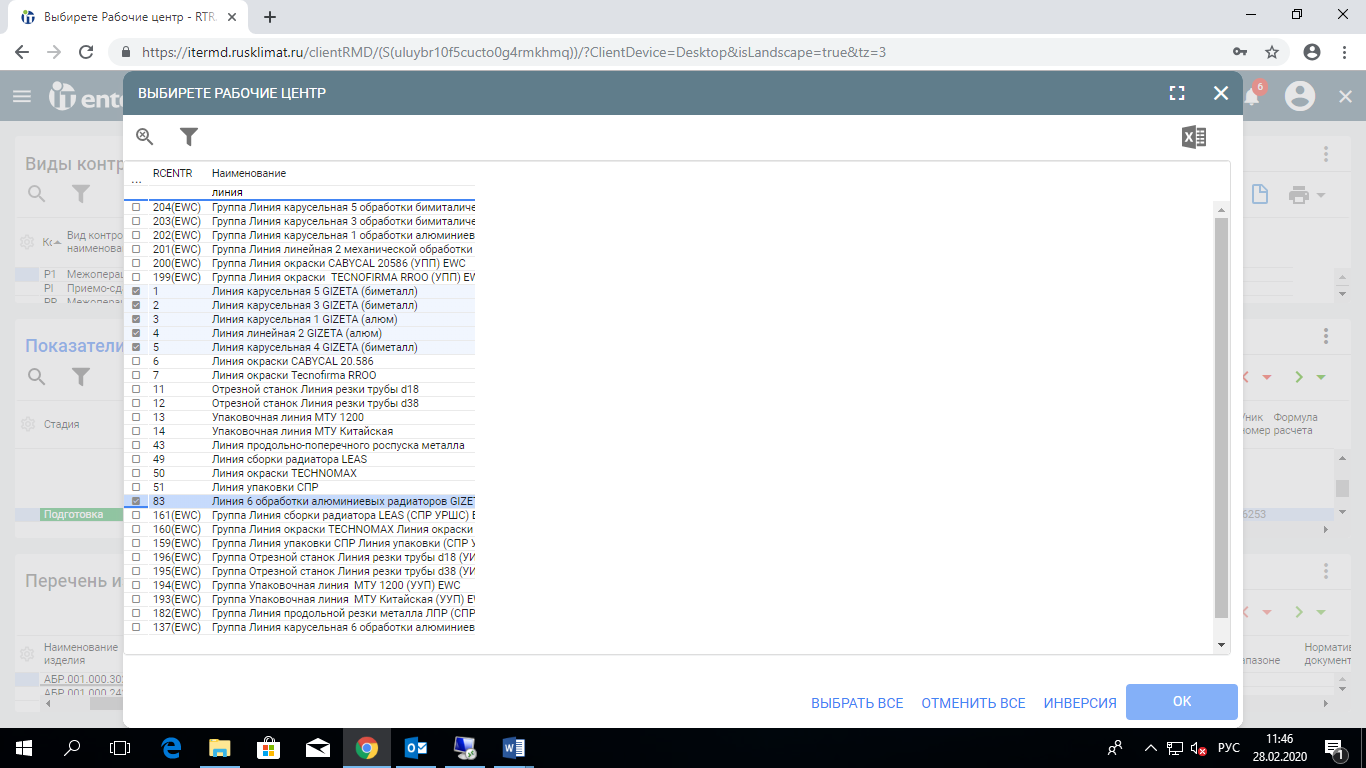 Выбирете Рабочие центр - RTR
https://itermd.rusklimat.ru/clientRMD/(S(uluybr10f5cucto0g4rmkhmq))/?ClientDevice=Desktop&isLandscape=true&tz=3
ente
ВЫБИРЕТЕ РАБОЧИЕ ЦЕНТР
6
Виды контр
Вид контро
наименова
P1 Межопера
PI Приемо-сд
PP Межопера
Показатели
Стадия
Подготовка
Перечень и
Наименование
изделия
АБР.001.000.30
АБР.001.000.24
... RCENTR Наименование
линия
204(EWC) Группа Линия карусельная 5 обработки бимиталиче
203(EWC) Группа Линия карусельная 3 обработки бимиталиче
202(EWC) Группа Линия карусельная 1 обработки алюминиев
201(EWC) Группа Линия линейная 2 механической обработки
200(EWC) Группа Линия окраски CABYCAL 20586 (УПП) EWC
199(EWC) Группа Линия окраски TECNOFIRMA RROO (УПП) EW
1 Линия карусельная 5 GIZETA (биметалл)
2 Линия карусельная 3 GIZETA (биметалл)
3 Линия карусельная 1 GIZETA (алюм)
4 Линия линейная 2 GIZETA (алюм)
5 Линия карусельная 4 GIZETA (биметалл)
6 Линия окраски CABYCAL 20.586
7 Линия окраски Tecnofirma RROO
11 Отрезной станок Линия резки трубы d18
12 Отрезной станок Линия резки трубы d38
13 Упаковочная линия МТУ 1200
14 Упаковочная линия МТУ Китайская
43 Линия продольно-поперечного роспуска металла
49 Линия сборки радиатора LEAS
50 Линия окраски TECHNOMAX
51 Линия упаковки СПР
83 Линия 6 обработки алюминиевых радиаторов GIZET
161(EWC) Группа Линия сборки радиатора LEAS (СПР УРШС) E
160(EWC) Группа Линия окраски TECHNOMAX Линия окраски
159(EWC) Группа Линия упаковки СПР Линия упаковки (СПР У
196(EWC) Группа Отрезной станок Линия резки трубы d18 (УИ
195(EWC) Группа Отрезной станок Линия резки трубы d38 (УИ
194(EWC) Группа Упаковочная линия МТУ 1200 (УУП) EWC
193(EWC) Группа Упаковочная линия МТУ Китайская (УУП) EW
182(EWC) Группа Линия продольной резки металла ЛПР (СПР
137(EWC) Группа Линия карусельная 6 обработки алюминиев
Уник Формула
номер расчета
6253
Норматив
апазоне документ
ВЫБРАТЬ ВСЕ ОТМЕНИТЬ ВСЕ ИНВЕРСИЯ OK
РУС
11:46
28.02.2020
1